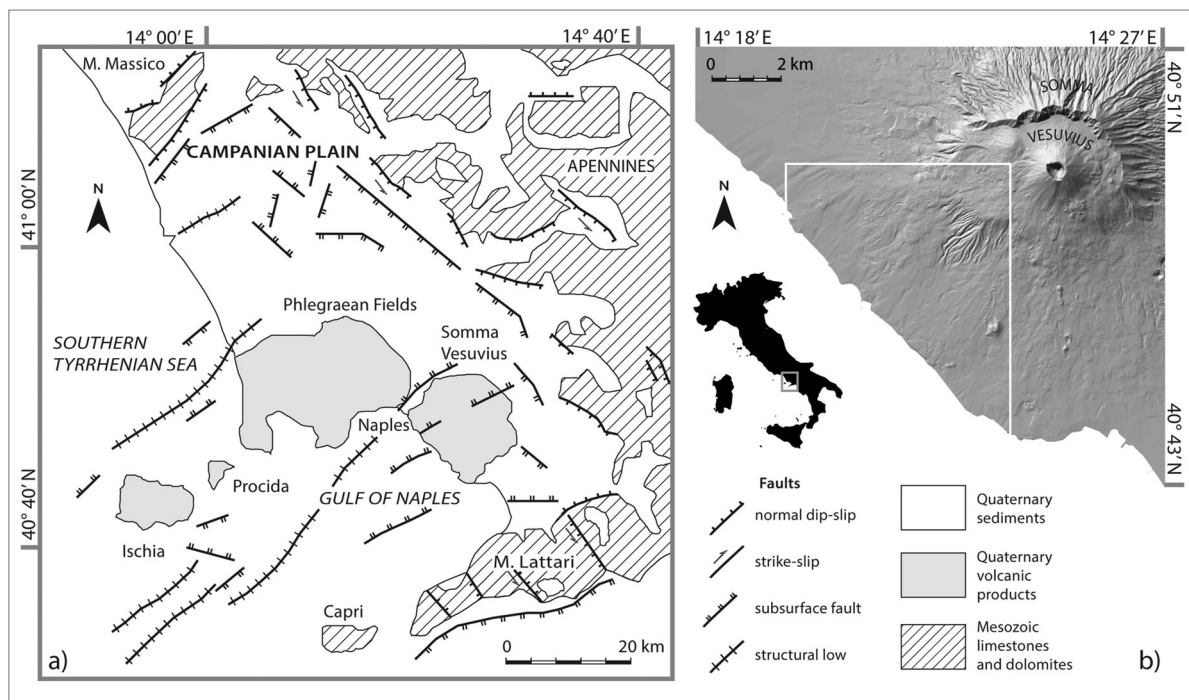 14° 00′ E
14° 40′ E
M. Massico
CAMPANIAN PLAIN
APENNINES
N
41° 00′ N
Phlegraean Fields
SOUTHERN
TYRRHENIAN SEA
Somma
Vesuvius
Naples
Procida
GULF OF NAPLES
40° 40′ N
Ischia
M. Lattari
Capri
0 20 km
a)
14° 18′ E
14° 27′ E
0 2 km
40° 51′ N
SOMMA
VESUVIUS
N
40° 43′ N
Faults
normal dip-slip
strike-slip
subsurface fault
structural low
Quaternary
sediments
Quaternary
volcanic
products
Mesozoic
limestones
and dolomites
b)